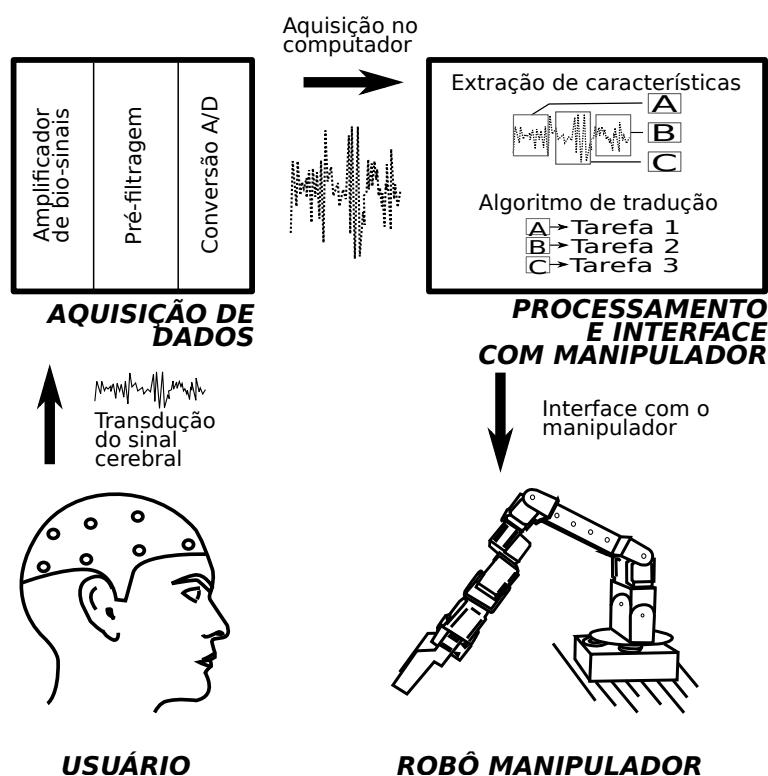 Aquisição no
computador
Amplificador
de bio-sinais
Pré-filtragem
Conversão A/D
Extração de características
A
B
C
Algoritmo de tradução
A Tarefa 1
B Tarefa 2
C Tarefa 3
AQUISIÇÃO DE
DADOS
PROCESSAMENTO
E INTERFACE
COM MANIPULADOR
Transdução
do sinal
cerebral
Interface com o
manipulador
USUÁRIO
ROBÔ MANIPULADOR